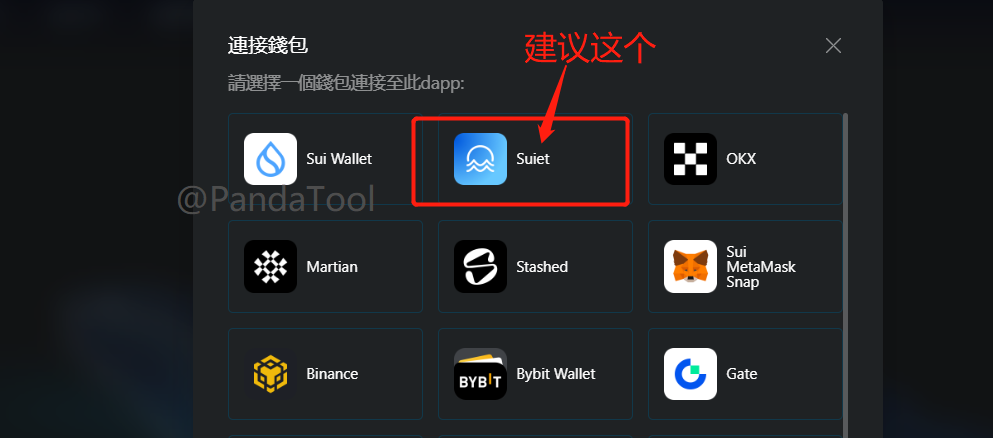 連接錢包
建议这个
請選擇一個錢包連接至此dapp:
Sui Wallet
Suiet
OKX
@PandaTool
Martian
Stashed
Sui
MetaMask
Snap
Binance
BYBIT
Bybit Wallet
Gate